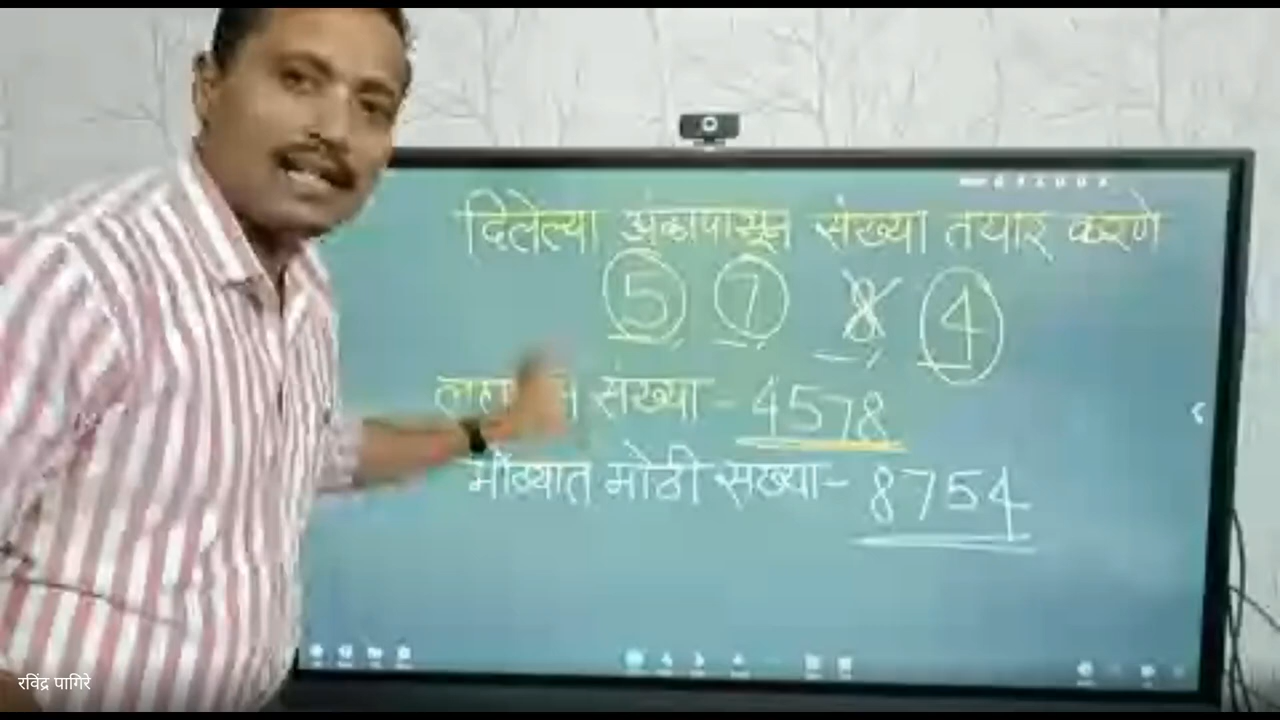 दिलेल्या अंकापासून संख्या तयार करणे
5 7 8 4
संख्या - 4578
मोठ्यात मोठी संख्या - 8754
रविंद्र पागिरे